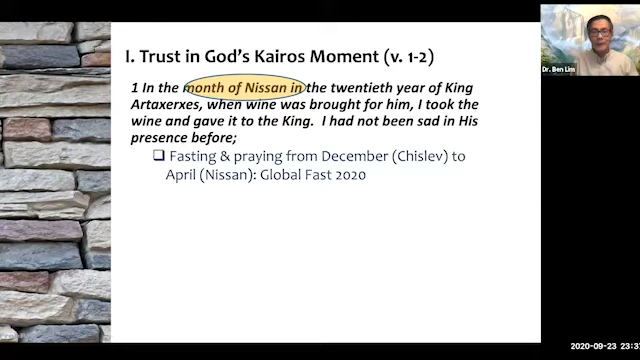 I. Trust in God's Kairos Moment (v. 1-2)
1 In the month of Nissan in the twentieth year of King
Artaxerxes, when wine was brought for him, I took the
wine and gave it to the King. I had not been sad in His
presence before;
❑ Fasting & praying from December (Chislev) to
April (Nissan): Global Fast 2020
Dr. Ben Lim
2020-09-23 23:37